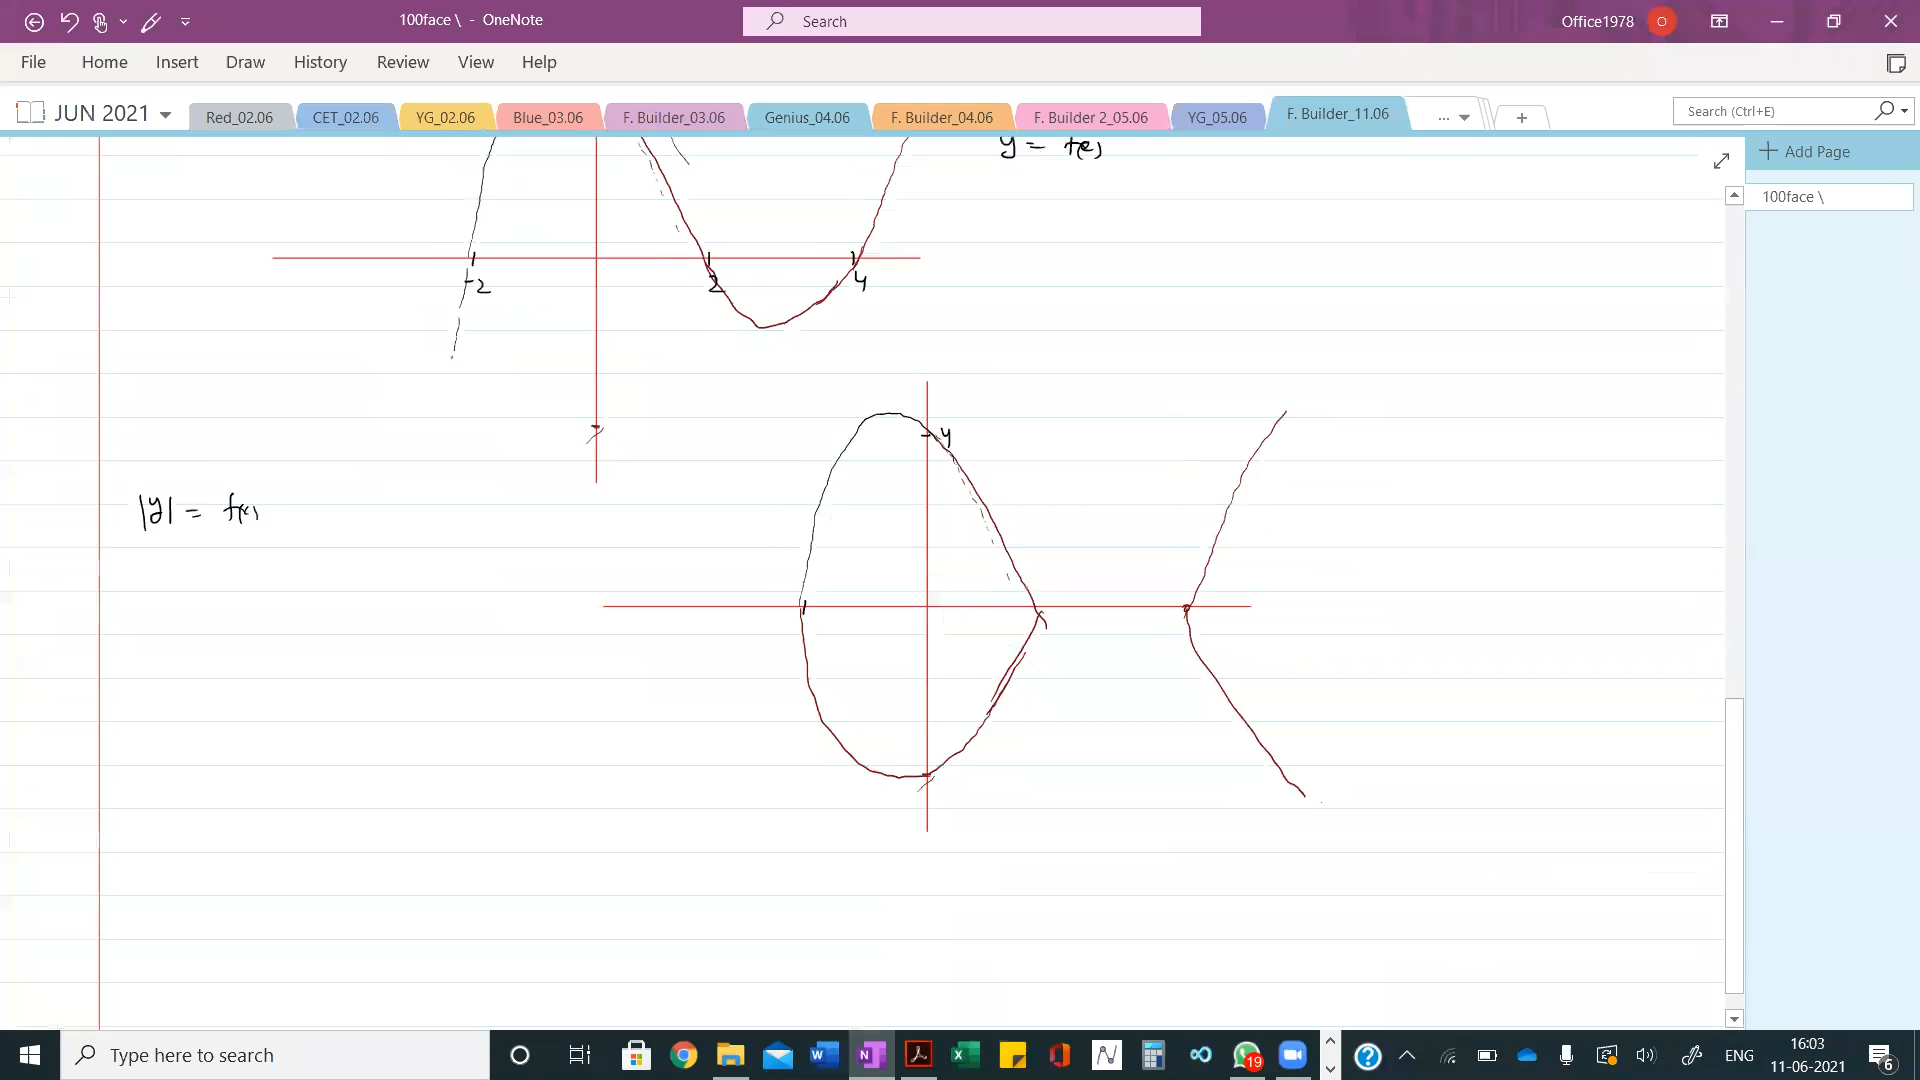 100face \ - OneNote
Search
Office1978
O
File Home Insert Draw History Review View Help
JUN 2021
Red_02.06
CET_02.06
YG_02.06
Blue_03.06
F. Builder_03.06
Genius_04.06
F. Builder_04.06
F. Builder 2_05.06
YG_05.06
F. Builder_11.06
...
Search (Ctrl+E)
Add Page
100face \
-2
2
4
4
|y| = f(x)
Type here to search
19
ENG
16:03
11-06-2021
6